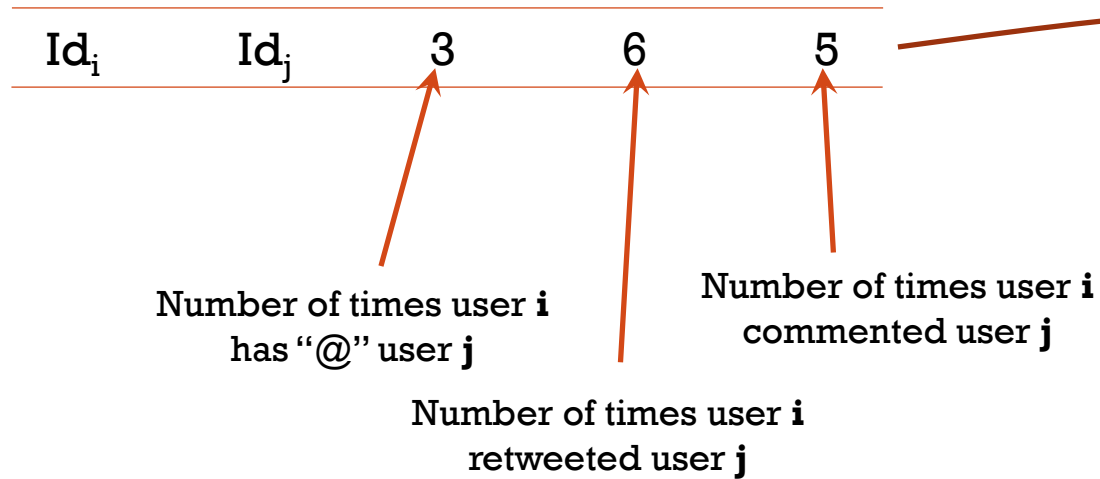 Idᵢ Idⱼ 3 6 5
Number of times user i
has “@” user j
Number of times user i
commented user j
Number of times user i
retweeted user j